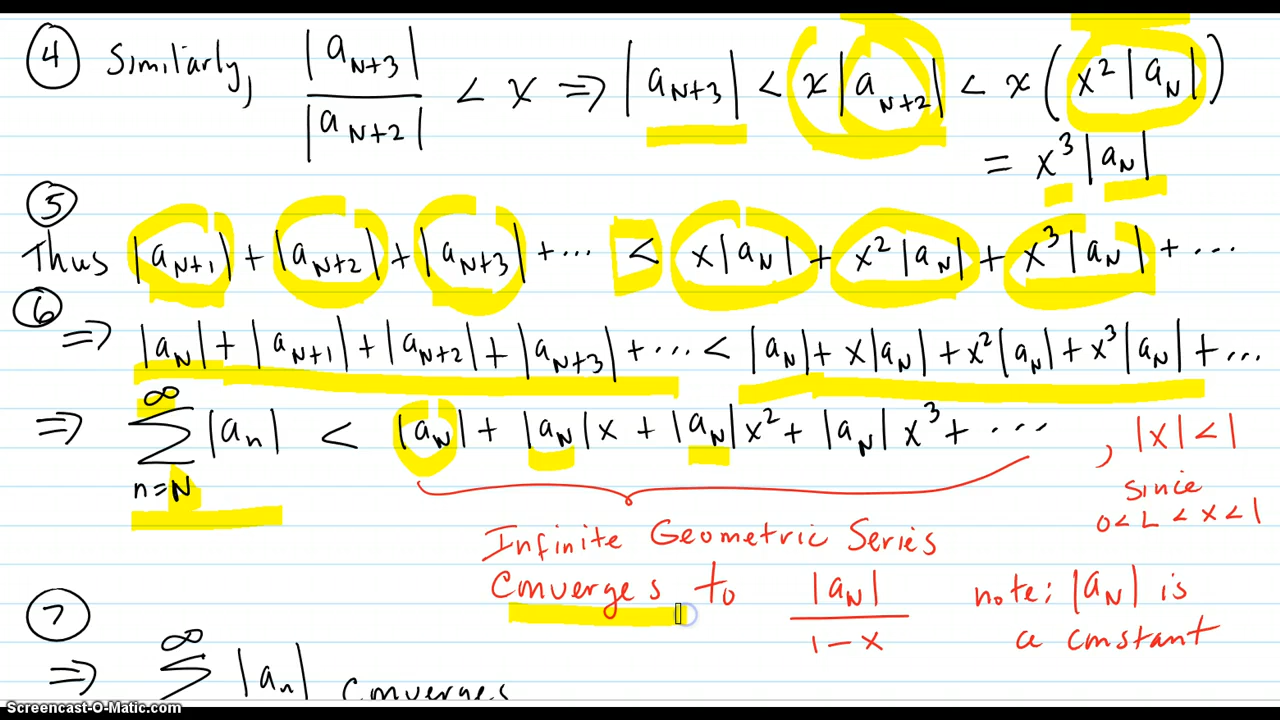 ④ Similarly, |a_{N+3}| / |a_{N+2}| < x ⇒ |a_{N+3}| < x|a_{N+2}| < x(x²|a_N|)
= x³|a_N|
⑤
Thus |a_{N+1}| + |a_{N+2}| + |a_{N+3}| + ... < x|a_N| + x²|a_N| + x³|a_N| + ...
⑥
⇒ |a_N| + |a_{N+1}| + |a_{N+2}| + |a_{N+3}| + ... < |a_N| + x|a_N| + x²|a_N| + x³|a_N| + ...
⇒ ∑_{n=N}^{∞} |a_n| < |a_N| + |a_N|x + |a_N|x² + |a_N|x³ + ... , |x| < 1
since
0 < L < x < 1
Infinite Geometric Series
Converges to |a_N| / 1 - x note: |a_N| is
a constant
⑦
⇒ ∑^{∞} |a_n| converges
Screencast-O-Matic.com